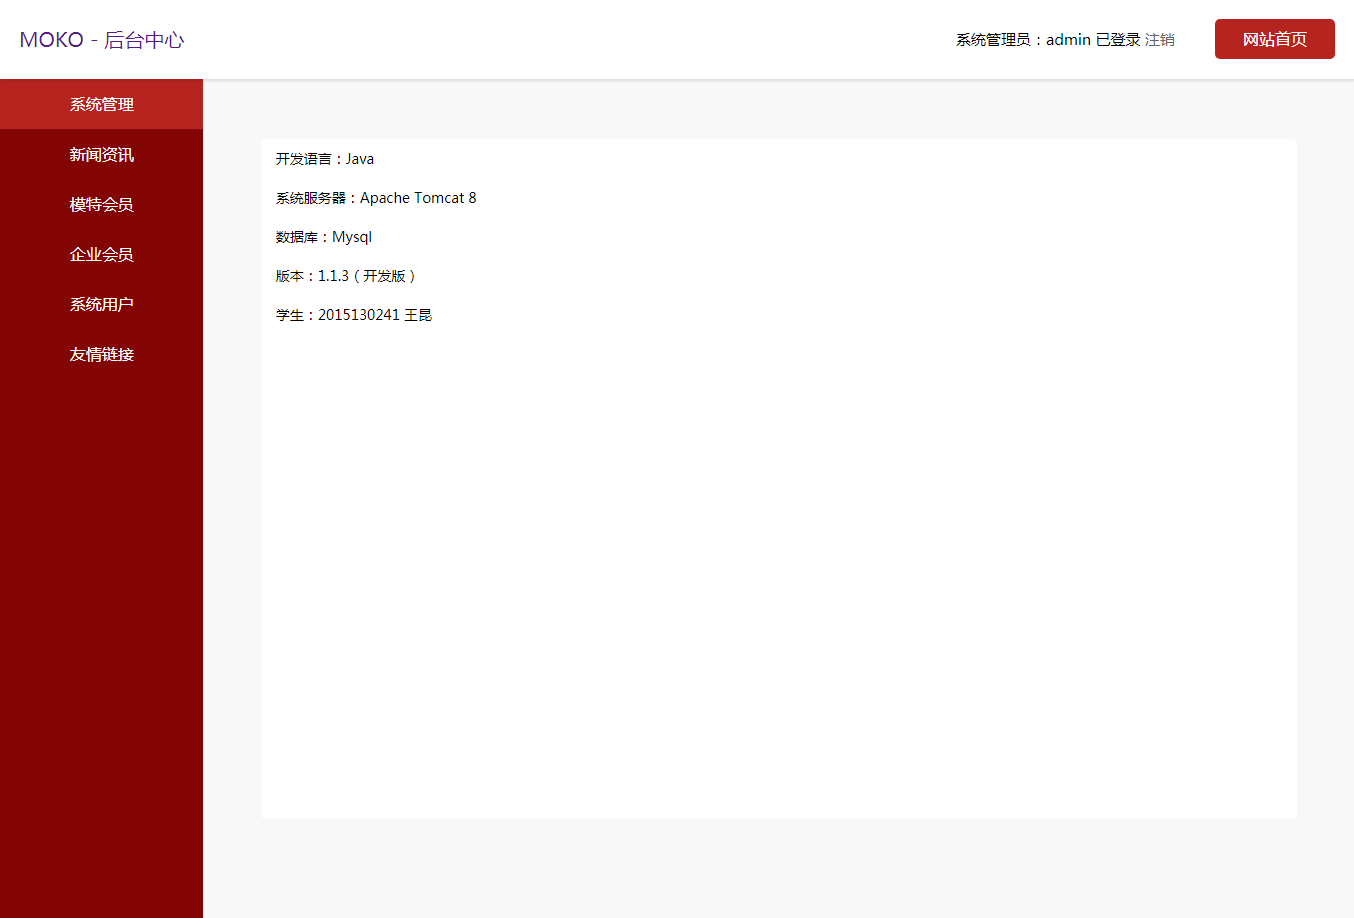 MOKO - 后台中心
系统管理员：admin 已登录 注销
网站首页
系统管理
新闻资讯
模特会员
企业会员
系统用户
友情链接
开发语言：Java
系统服务器：Apache Tomcat 8
数据库：Mysql
版本：1.1.3（开发版）
学生：2015130241 王昆